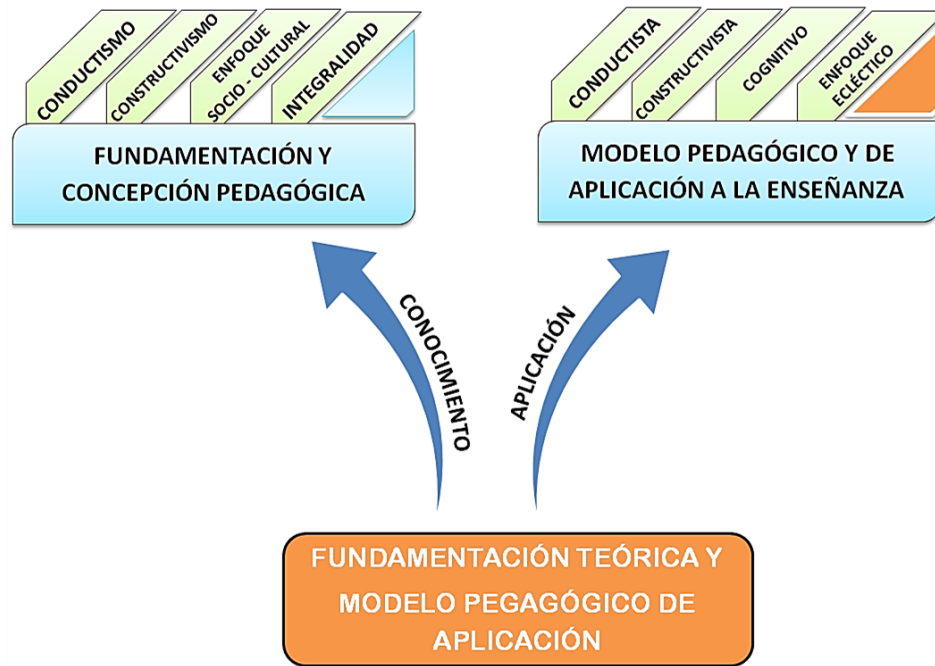 CONDUCTISMO
CONSTRUCTIVISMO
ENFOQUE
SOCIO - CULTURAL
INTEGRALIDAD
CONDUCTISTA
CONSTRUCTIVISTA
COGNITIVO
ENFOQUE
ECLÉCTICO
FUNDAMENTACIÓN Y
CONCEPCIÓN PEDAGÓGICA
MODELO PEDAGÓGICO Y DE
APLICACIÓN A LA ENSEÑANZA
CONOCIMIENTO
APLICACIÓN
FUNDAMENTACIÓN TEÓRICA Y
MODELO PEGAGÓGICO DE
APLICACIÓN